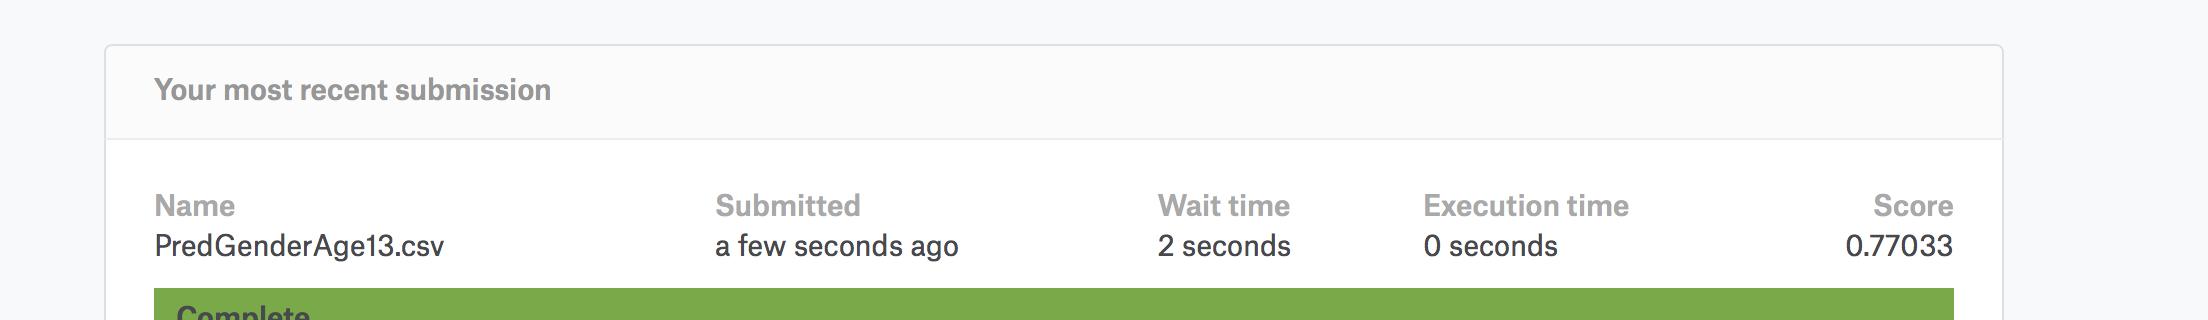 Your most recent submission
Name Submitted Wait time Execution time Score
PredGenderAge13.csv a few seconds ago 2 seconds 0 seconds 0.77033
Complete